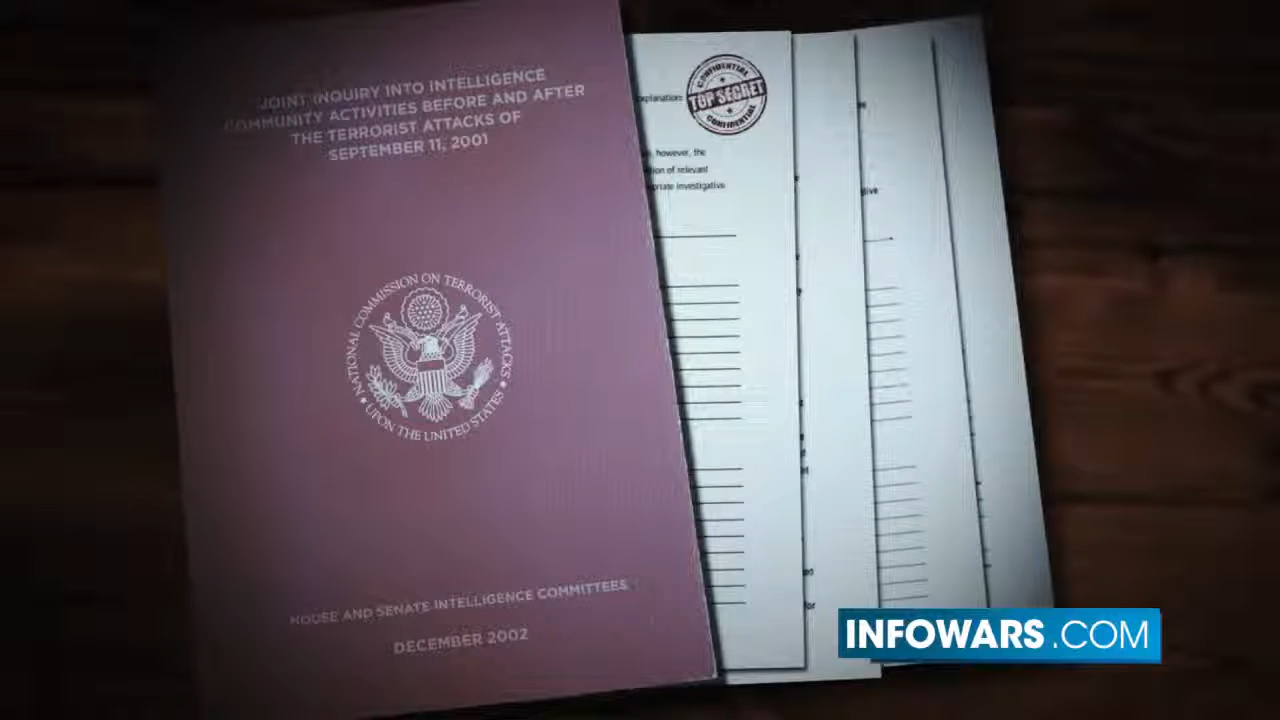 JOINT INQUIRY INTO INTELLIGENCE
COMMUNITY ACTIVITIES BEFORE AND AFTER
THE TERRORIST ATTACKS OF
SEPTEMBER 11, 2001
NATIONAL COMMISSION ON TERRORIST ATTACKS
UPON THE UNITED STATES
HOUSE AND SENATE INTELLIGENCE COMMITTEES
DECEMBER 2002
explanation:
CONFIDENTIAL
TOP SECRET
CONFIDENTIAL
, however, the
of relevant
investigative
for
INFOWARS.COM